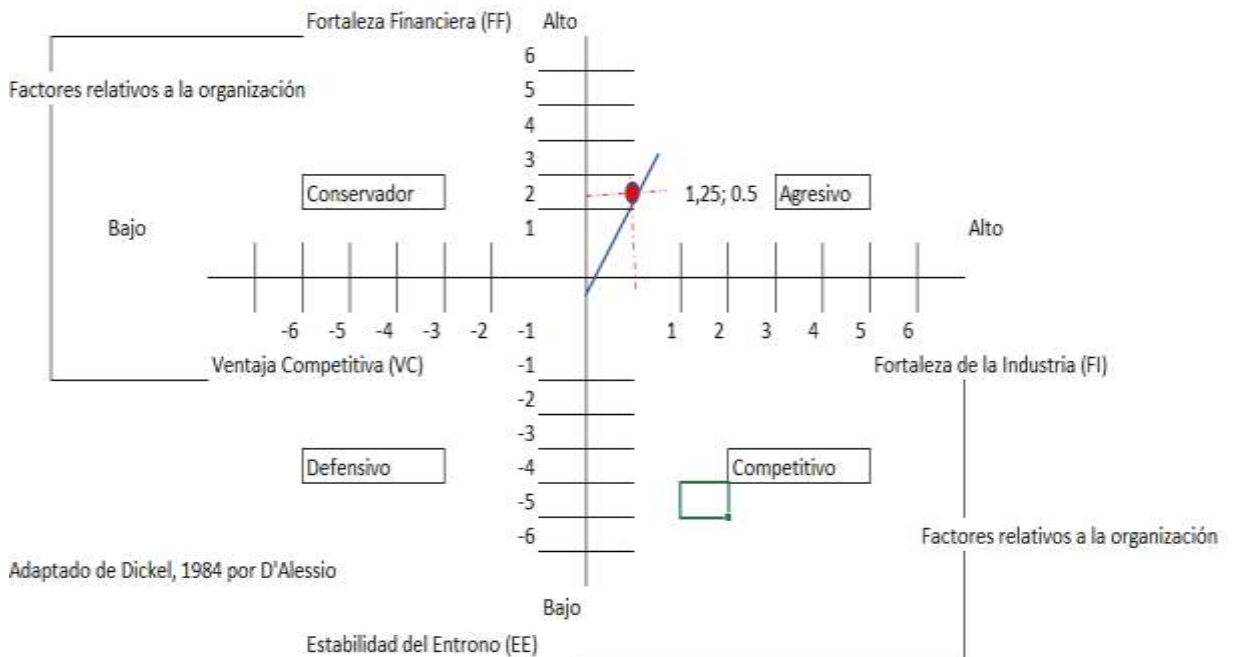 Fortaleza Financiera (FF) Alto
6
Factores relativos a la organización 5
4
3
Conservador 2 1,25; 0.5 Agresivo
Bajo 1 Alto
-6 -5 -4 -3 -2 -1 1 2 3 4 5 6
Ventaja Competitiva (VC) -1 Fortaleza de la Industria (FI)
-2
-3
Defensivo -4 Competitivo
-5
-6 Factores relativos a la organización
Adaptado de Dickel, 1984 por D'Alessio
Bajo
Estabilidad del Entrono (EE)